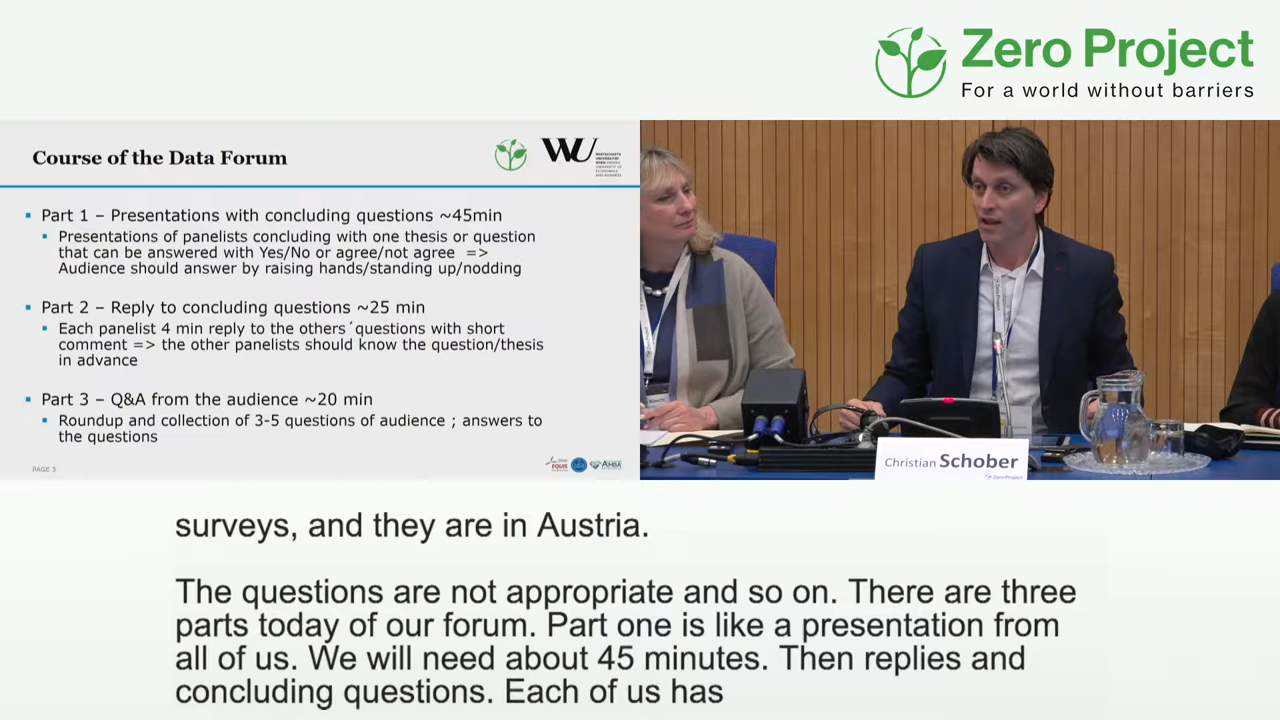 Zero Project
For a world without barriers
Course of the Data Forum
WU
Part 1 – Presentations with concluding questions ~45min
Presentations of panelists concluding with one thesis or question
that can be answered with Yes/No or agree/not agree =>
Audience should answer by raising hands/standing up/nodding
Part 2 – Reply to concluding questions ~25 min
Each panelist 4 min reply to the others´questions with short
comment => the other panelists should know the question/thesis
in advance
Part 3 – Q&A from the audience ~20 min
Roundup and collection of 3-5 questions of audience ; answers to
the questions
PAGE 3
EQUIS
AMBA
Christian Schober
Zero Project
surveys, and they are in Austria.
The questions are not appropriate and so on. There are three
parts today of our forum. Part one is like a presentation from
all of us. We will need about 45 minutes. Then replies and
concluding questions. Each of us has